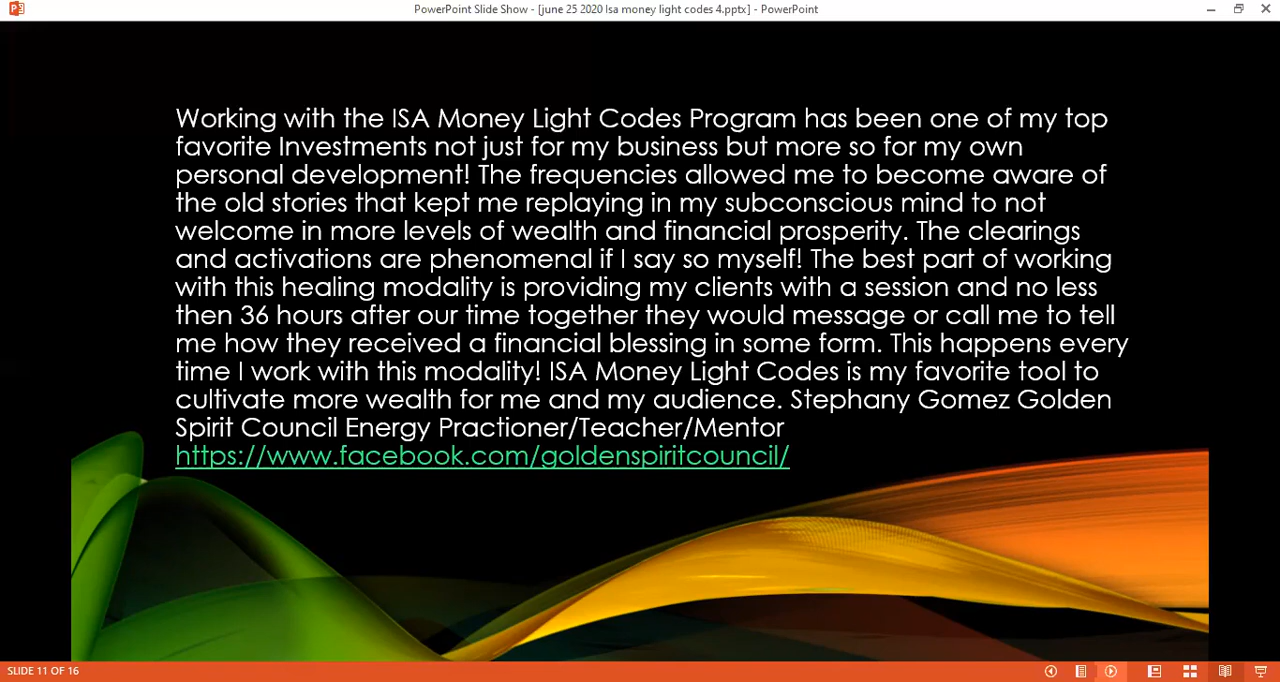 PowerPoint Slide Show - [june 25 2020 Isa money light codes 4.pptx] - PowerPoint
Working with the ISA Money Light Codes Program has been one of my top
favorite Investments not just for my business but more so for my own
personal development! The frequencies allowed me to become aware of
the old stories that kept me replaying in my subconscious mind to not
welcome in more levels of wealth and financial prosperity. The clearings
and activations are phenomenal if I say so myself! The best part of working
with this healing modality is providing my clients with a session and no less
then 36 hours after our time together they would message or call me to tell
me how they received a financial blessing in some form. This happens every
time I work with this modality! ISA Money Light Codes is my favorite tool to
cultivate more wealth for me and my audience. Stephany Gomez Golden
Spirit Council Energy Practioner/Teacher/Mentor
https://www.facebook.com/goldenspiritcouncil/
SLIDE 11 OF 16